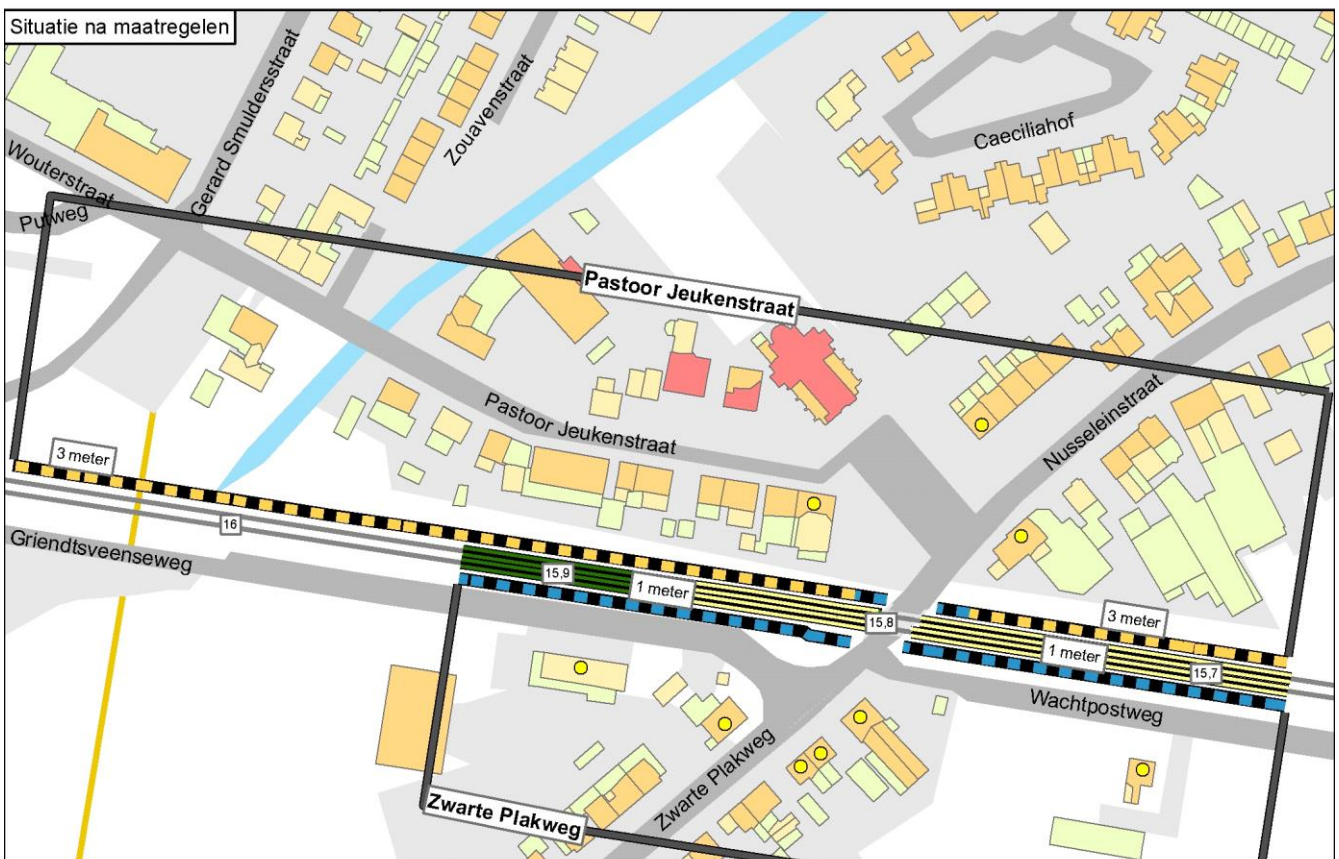 Situatie na maatregelen
Gerard Smuldersstraat
Zouavenstraat
Caeciliahof
Wouterstraat
Putweg
Pastoor Jeukenstraat
Pastoor Jeukenstraat
Nusseleinstraat
3 meter
16
Griendtsveenseweg
15,9
1 meter
15,8
3 meter
1 meter
15,7
Wachtpostweg
Zwarte Plakweg
Zwarte Plakweg